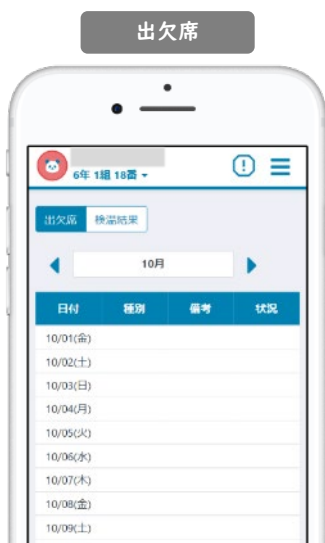 出欠席
6年 1組 18番
出欠席 検温結果
10月
日付 種別 備考 状況
10/01(金)
10/02(土)
10/03(日)
10/04(月)
10/05(火)
10/06(水)
10/07(木)
10/08(金)
10/09(土)